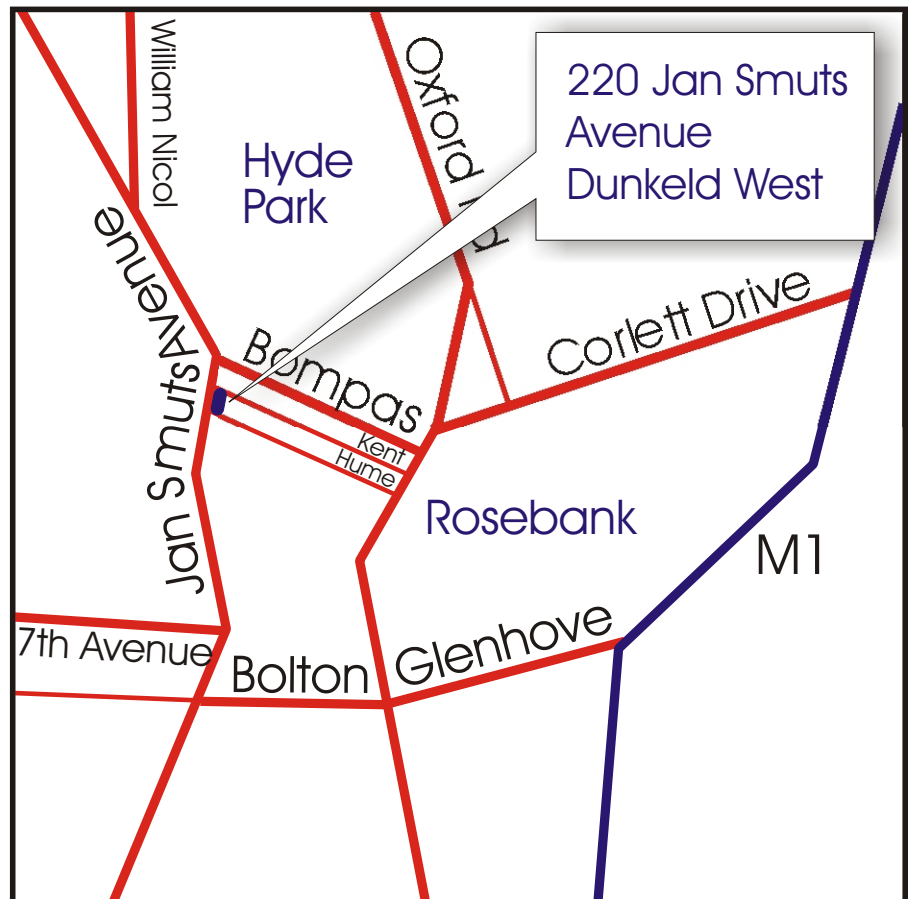 William Nicol
Oxford
220 Jan Smuts
Avenue
Dunkeld West
Hyde
Park
Jan Smuts Avenue
Bompas
Corlett Drive
Kent
Hume
Rosebank
M1
7th Avenue
Bolton
Glenhove